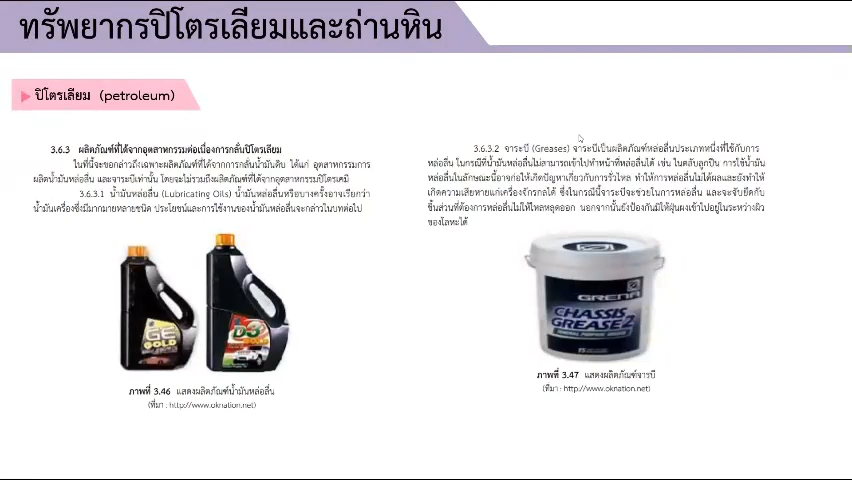 ทรัพยากรปิโตรเลียมและถ่านหิน
ปิโตรเลียม (petroleum)
3.6.3 ผลิตภัณฑ์ที่ได้จากอุตสาหกรรมต่อเนื่องการกลั่นปิโตรเลียม
ในที่นี้จะขอกล่าวถึงเฉพาะผลิตภัณฑ์ที่ได้จากการกลั่นน้ำมันดิบ ได้แก่ อุตสาหกรรมการ
ผลิตน้ำมันหล่อลื่น และจาระบีเท่านั้น โดยจะไม่รวมถึงผลิตภัณฑ์ที่ได้จากอุตสาหกรรมปิโตรเคมี
3.6.3.1 น้ำมันหล่อลื่น (Lubricating Oils) น้ำมันหล่อลื่นหรือบางครั้งอาจเรียกว่า
น้ำมันเครื่องซึ่งมีมากมายหลายชนิด ประโยชน์และการใช้งานของน้ำมันหล่อลื่นจะกล่าวในบทต่อไป
GE
GOLD
D3
GOLD
ภาพที่ 3.46 แสดงผลิตภัณฑ์น้ำมันหล่อลื่น
(ที่มา : http://www.oknation.net)
3.6.3.2 จาระบี (Greases) จาระบีเป็นผลิตภัณฑ์หล่อลื่นประเภทหนึ่งที่ใช้กับการ
หล่อลื่น ในกรณีที่น้ำมันหล่อลื่นไม่สามารถเข้าไปทำหน้าที่หล่อลื่นได้ เช่น ในตลับลูกปืน การใช้น้ำมัน
หล่อลื่นในลักษณะนี้อาจก่อให้เกิดปัญหาเกี่ยวกับการรั่วไหล ทำให้การหล่อลื่นไม่ได้ผลและยังทำให้
เกิดความเสียหายแก่เครื่องจักรกลได้ ซึ่งในกรณีนี้จาระบีจะช่วยในการหล่อลื่น และจะจับยึดกับ
ชิ้นส่วนที่ต้องการหล่อลื่นไม่ให้ไหลหลุดออก นอกจากนั้นยังป้องกันมิให้ฝุ่นผงเข้าไปอยู่ในระหว่างผิว
ของโลหะได้
GRENA
CHASSIS
GREASE2
ภาพที่ 3.47 แสดงผลิตภัณฑ์จารบี
(ที่มา : http://www.oknation.net)